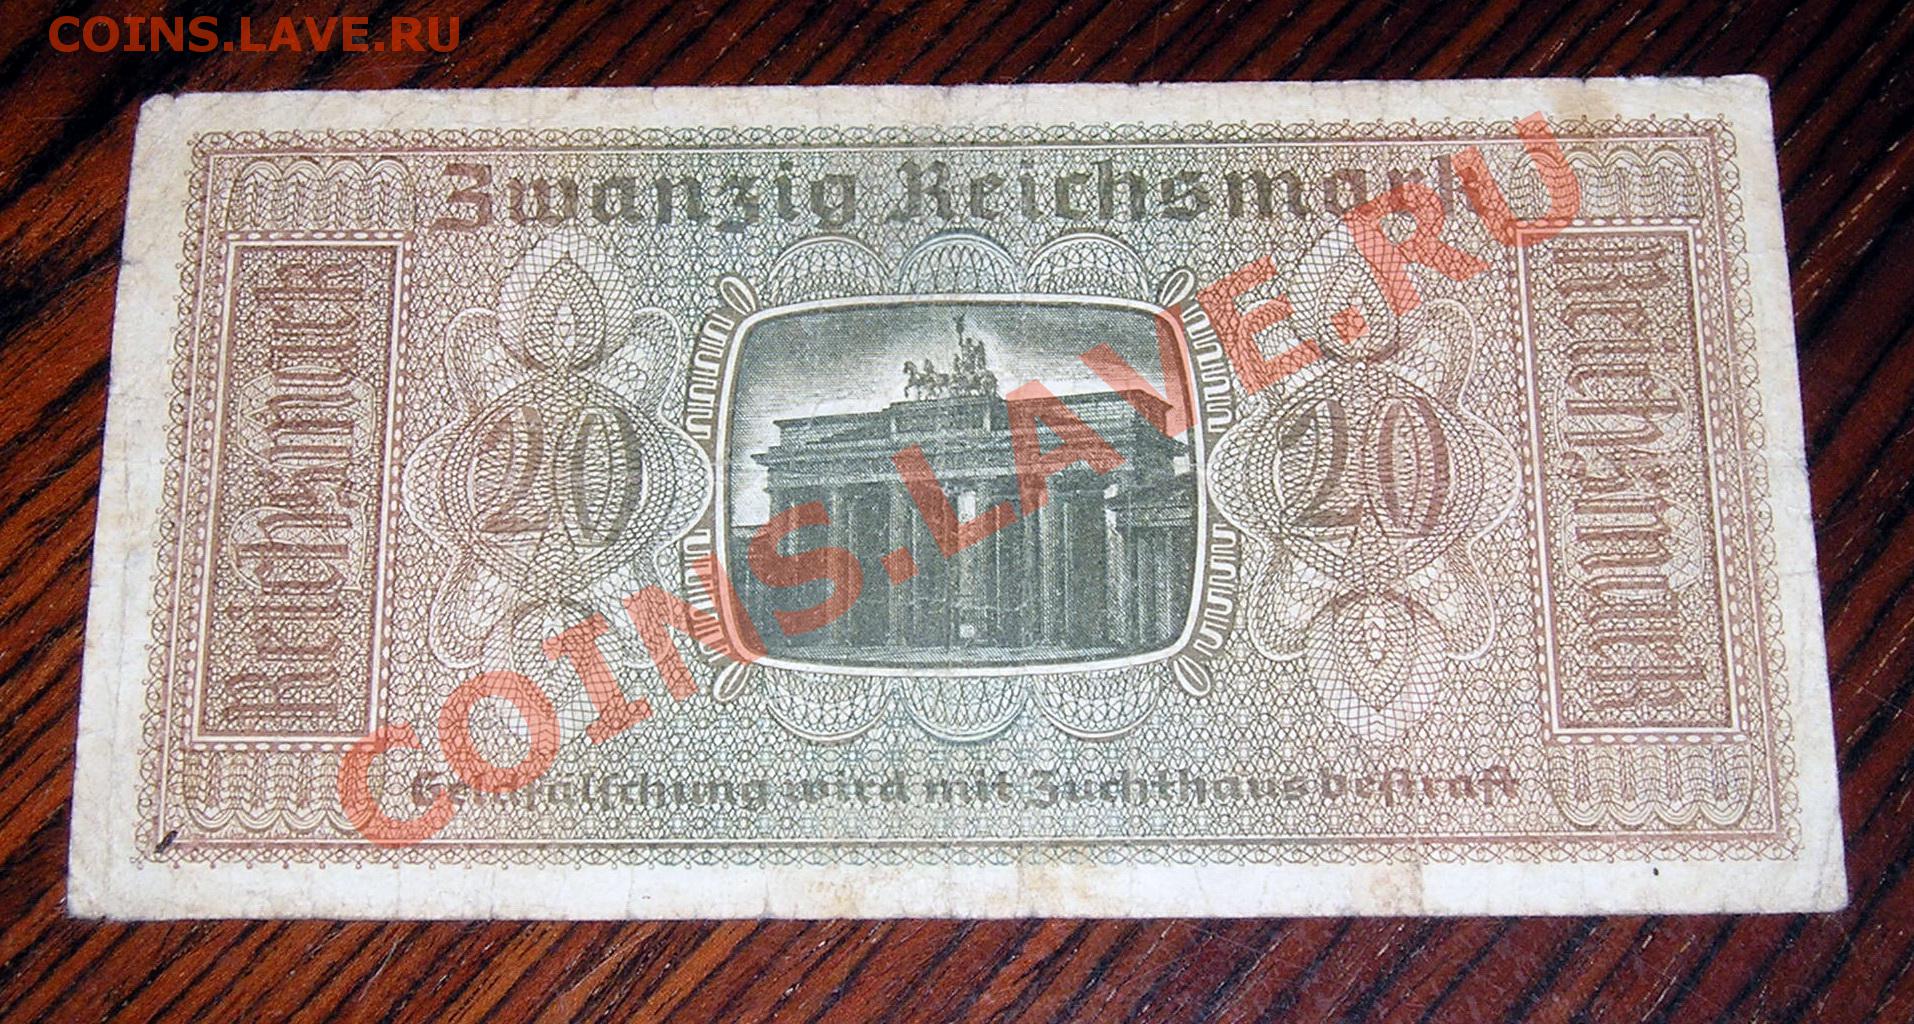 COINS.LAVE.RU
Zwanzig Reichsmark
Reichsmark
20
20
Reichsmark
Geldfälschung wird mit Zuchthaus bestraft
COINS.LAVE.RU